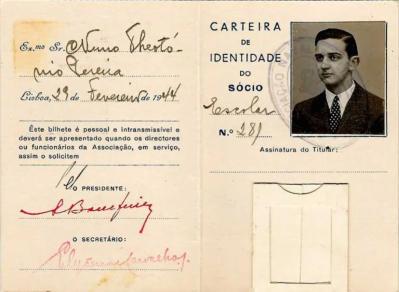 Ex.mo Sr. Nuno Theotó-
nio Pereira
Lisboa, 29 Fevereiro de 1944
Êste bilhete é pessoal e intransmissível e
deverá ser apresentado quando os directores
ou funcionários da Associação, em serviço,
assim o solicitem
O PRESIDENTE:
O SECRETÁRIO:
CARTEIRA
DE
IDENTIDADE
DO
SÓCIO
Escolar
N.º 281
Assinatura do Titular: